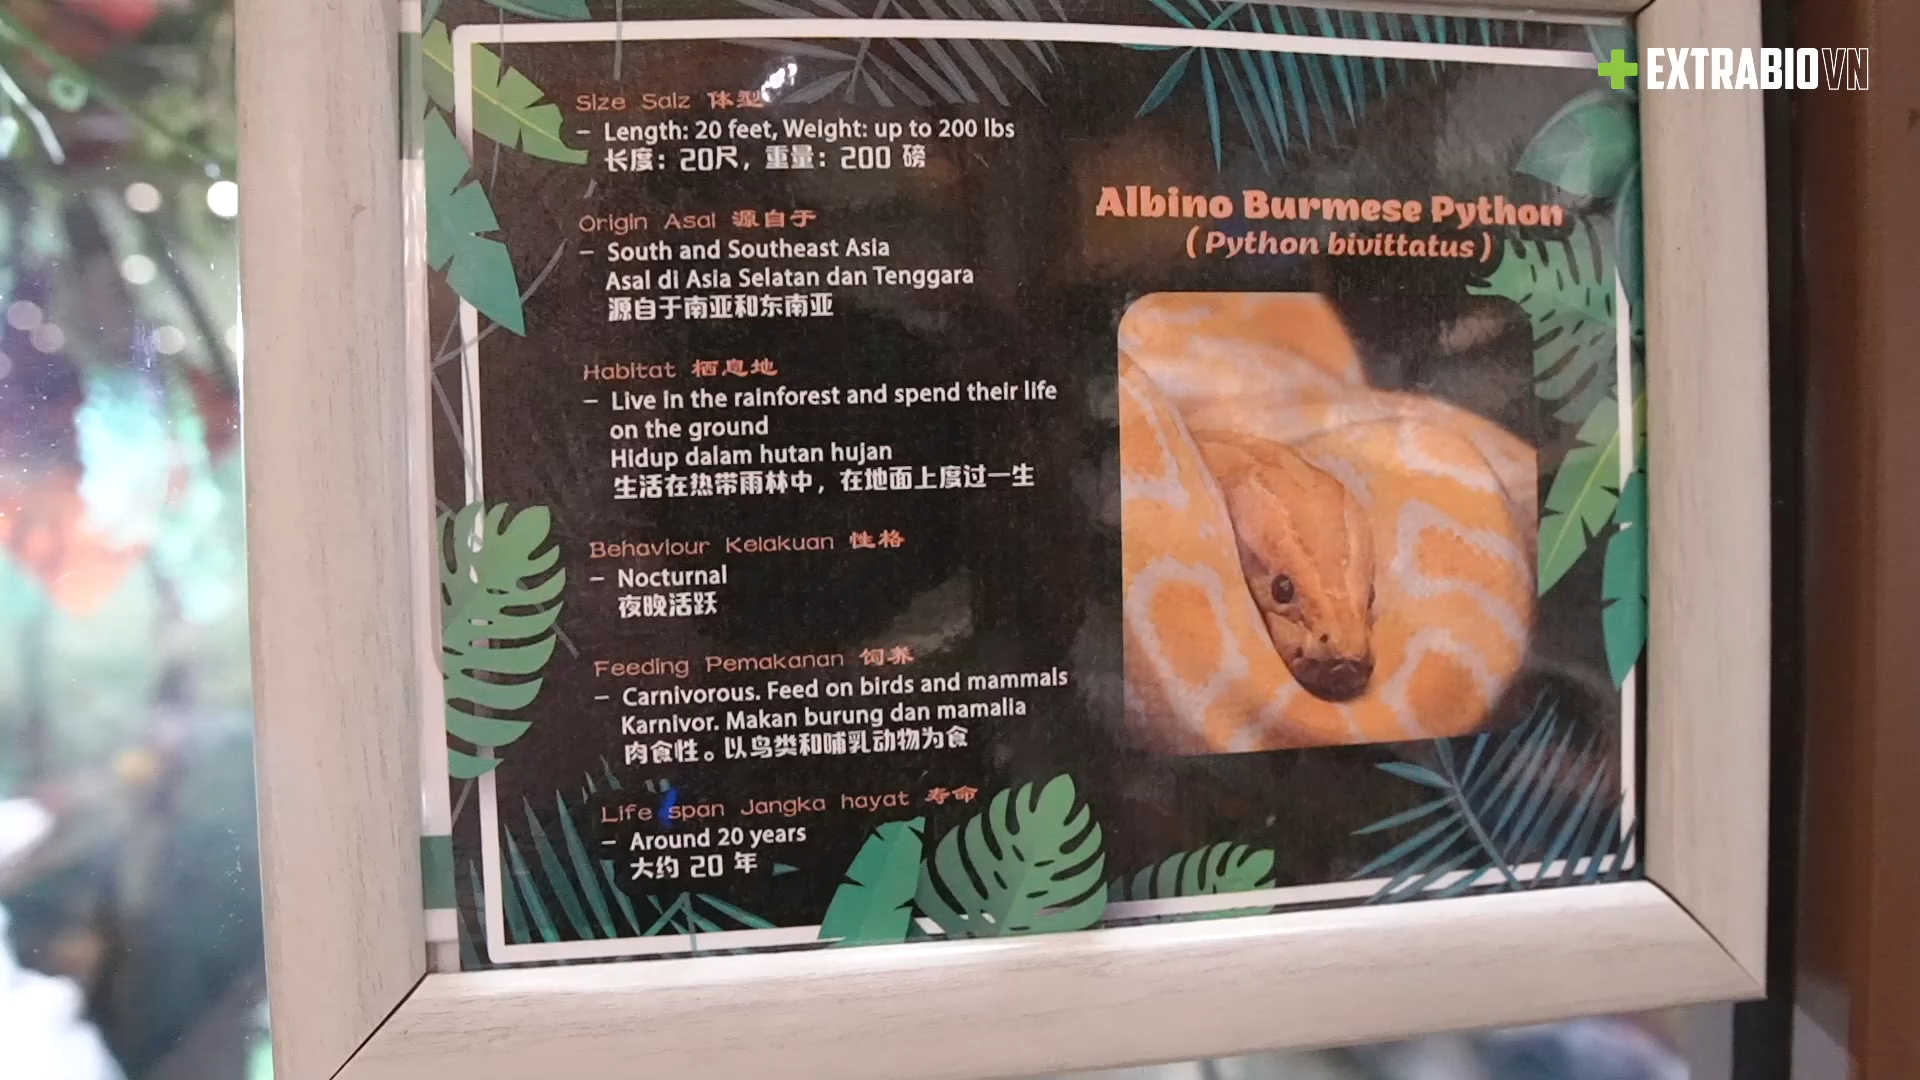 EXTRABIOVN
Size Saiz 体型
- Length: 20 feet, Weight: up to 200 lbs
长度：20尺，重量：200 磅
Origin Asal 源自于
- South and Southeast Asia
Asal di Asia Selatan dan Tenggara
源自于南亚和东南亚
Habitat 栖息地
- Live in the rainforest and spend their life
on the ground
Hidup dalam hutan hujan
生活在热带雨林中，在地面上度过一生
Behaviour Kelakuan 性格
- Nocturnal
夜晚活跃
Feeding Pemakanan 饲养
- Carnivorous. Feed on birds and mammals
Karnivor. Makan burung dan mamalia
肉食性。以鸟类和哺乳动物为食
Life span Jangka hayat 寿命
- Around 20 years
大约 20 年
Albino Burmese Python
( Python bivittatus )